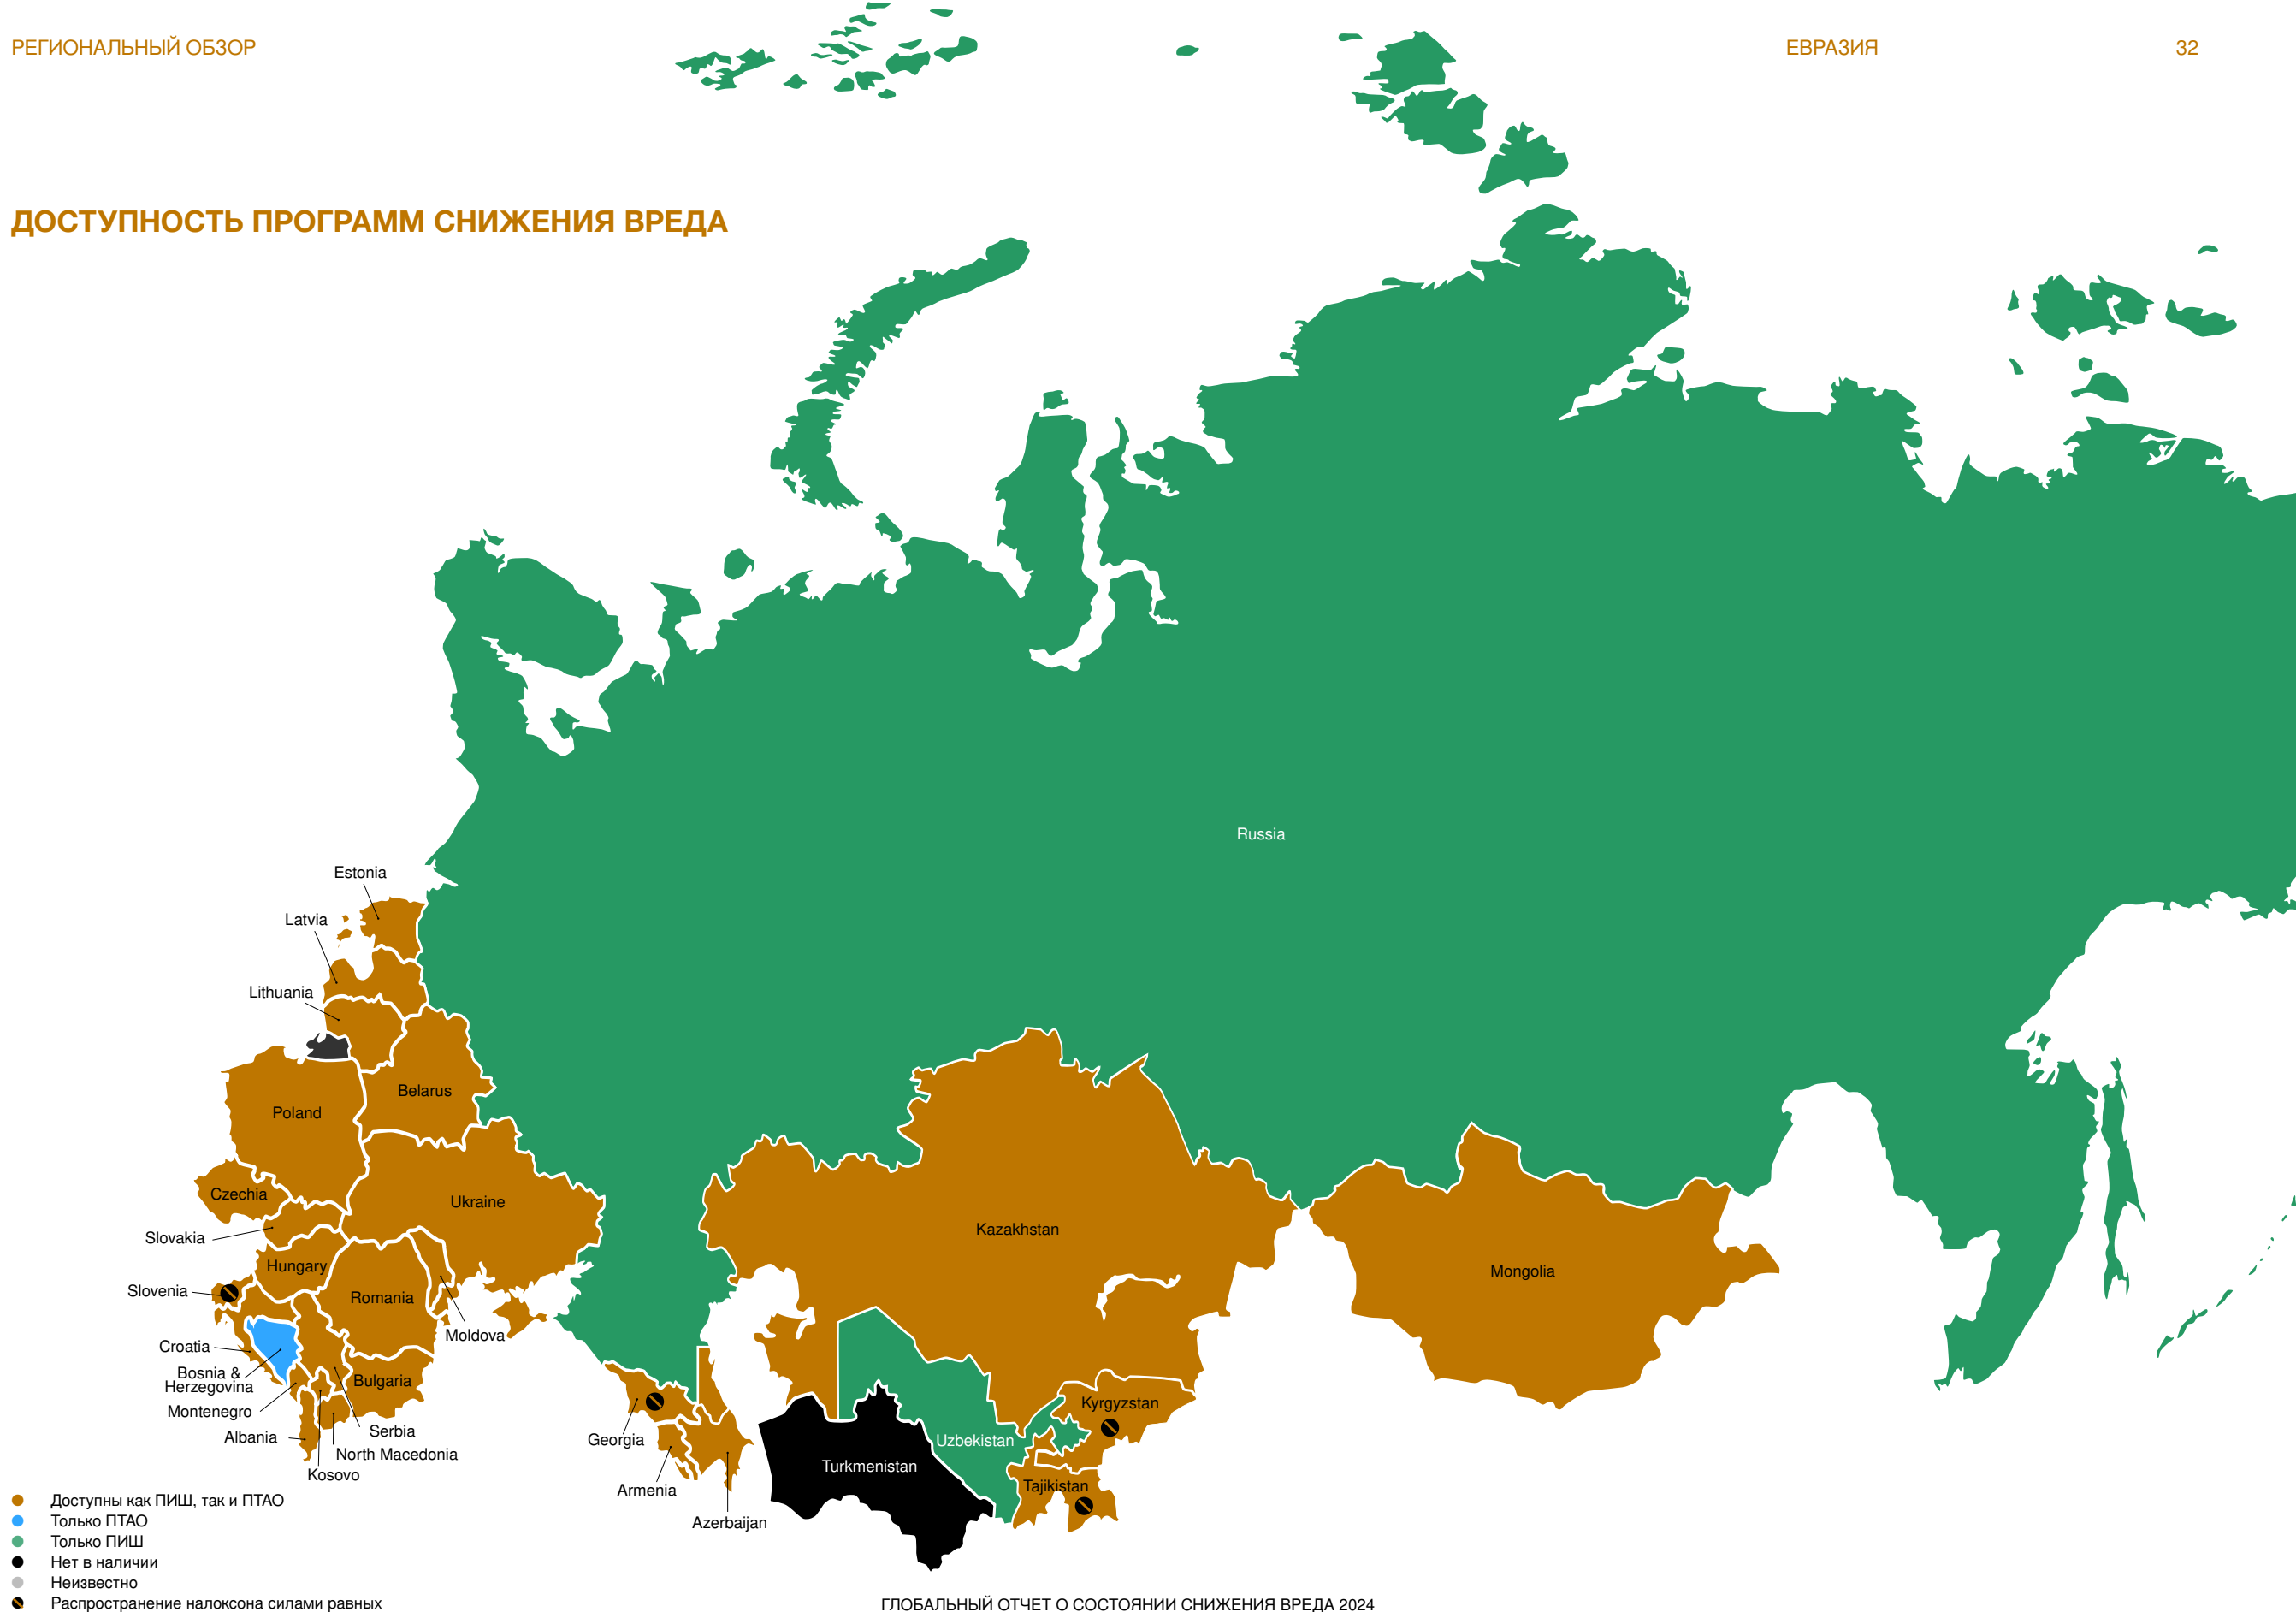 РЕГИОНАЛЬНЫЙ ОБЗОР
ЕВРАЗИЯ
32
ДОСТУПНОСТЬ ПРОГРАММ СНИЖЕНИЯ ВРЕДА
Russia
Estonia
Latvia
Lithuania
Belarus
Poland
Czechia
Ukraine
Slovakia
Kazakhstan
Hungary
Mongolia
Slovenia
Romania
Moldova
Croatia
Bosnia &
Herzegovina
Bulgaria
Montenegro
Kyrgyzstan
Albania
Serbia
Georgia
Uzbekistan
North Macedonia
Kosovo
Turkmenistan
Armenia
Tajikistan
Azerbaijan
Доступны как ПИШ, так и ПТАО
Только ПТАО
Только ПИШ
Нет в наличии
Неизвестно
Распространение налоксона силами равных
ГЛОБАЛЬНЫЙ ОТЧЕТ О СОСТОЯНИИ СНИЖЕНИЯ ВРЕДА 2024